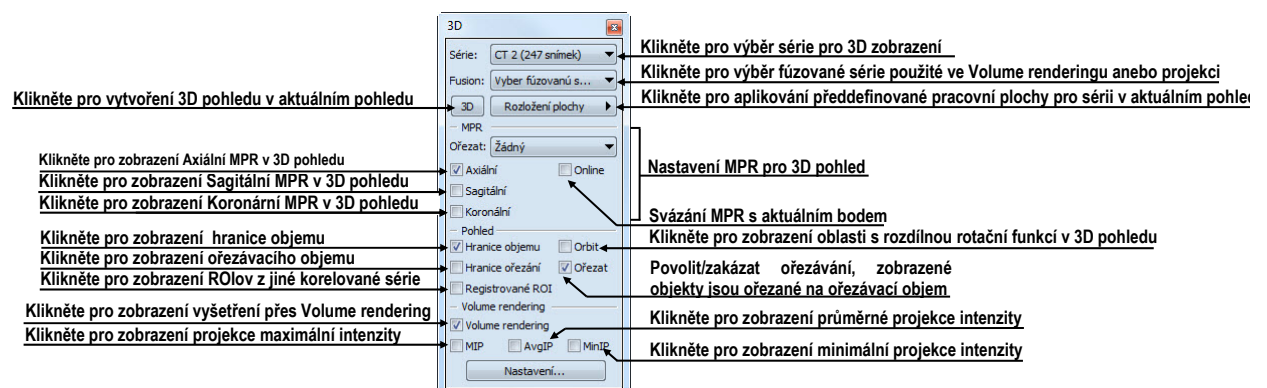 3D
Série: CT 2 (247 snímek)
Klikněte pro výběr série pro 3D zobrazení
Fusion: Vyber fúzovanú s...
Klikněte pro výběr fúzované série použité ve Volume renderingu anebo projekci
Klikněte pro vytvoření 3D pohledu v aktuálním pohledu
3D Rozložení plochy
Klikněte pro aplikování předdefinované pracovní plochy pro sérii v aktuálním pohle
MPR
Ořezat: Žádný
Klikněte pro zobrazení Axiální MPR v 3D pohledu
Axiální Online
Nastavení MPR pro 3D pohled
Klikněte pro zobrazení Sagitální MPR v 3D pohledu
Sagitální
Klikněte pro zobrazení Koronární MPR v 3D pohledu
Koronální
Svázání MPR s aktuálním bodem
Pohled
Klikněte pro zobrazení hranice objemu
Hranice objemu Orbit
Klikněte pro zobrazení oblasti s rozdílnou rotační funkcí v 3D pohledu
Klikněte pro zobrazení ořezávacího objemu
Hranice ořezání Ořezat
Povolit/zakázat ořezávání, zobrazené
objekty jsou ořezané na ořezávací objem
Klikněte pro zobrazení ROIov z jiné korelované série
Registrované ROI
Volume rendering
Klikněte pro zobrazení vyšetření přes Volume rendering
Volume rendering
Klikněte pro zobrazení průměrné projekce intenzity
Klikněte pro zobrazení projekce maximální intenzity
MIP AvgIP MinIP
Klikněte pro zobrazení minimální projekce intenzity
Nastavení...